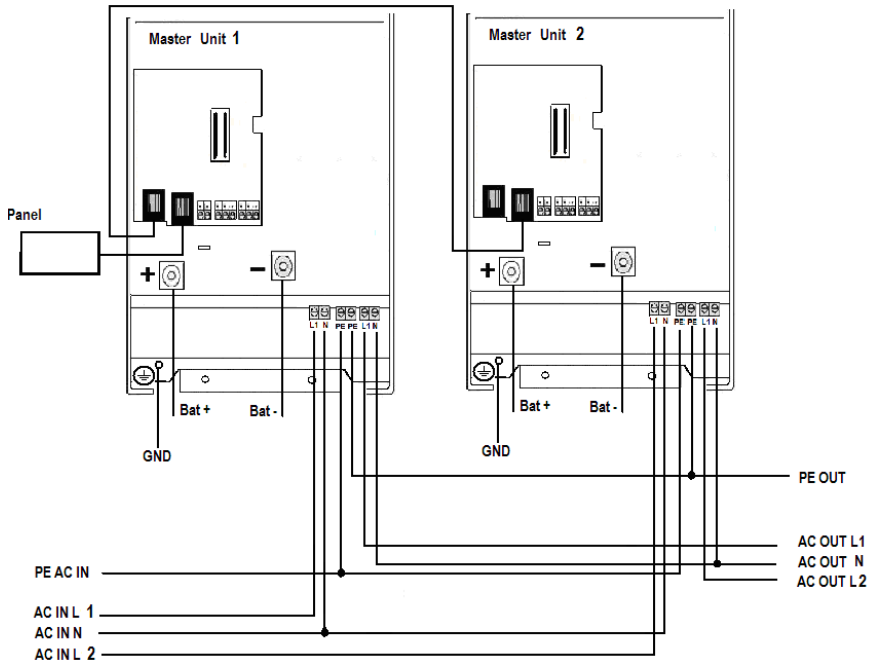 Master Unit 1
Master Unit 2
Panel
+
-
+
-
L1 N PE PE L1 N
L1 N PE PE L1 N
Bat +
Bat -
Bat +
Bat -
GND
GND
PE OUT
AC OUT L1
PE AC IN
AC OUT N
AC OUT L2
AC IN L 1
AC IN N
AC IN L 2